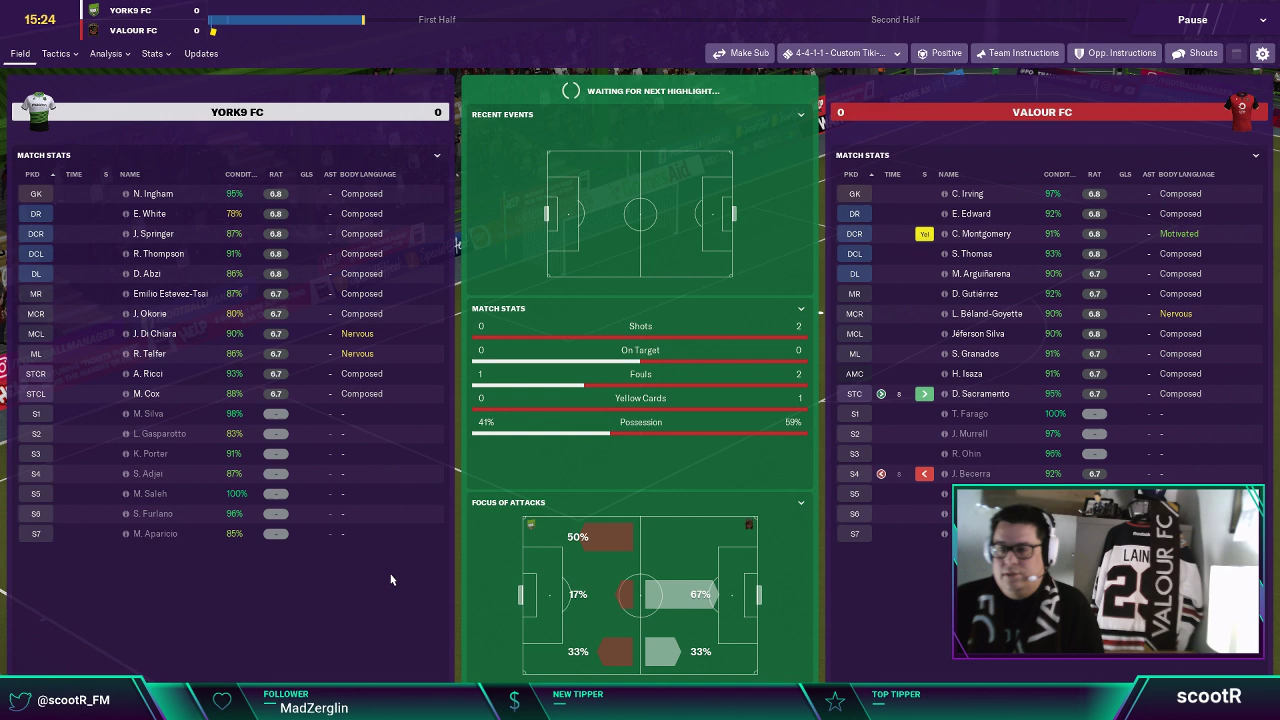 15:24
YORK9 FC 0
VALOUR FC 0
First Half
Second Half
Pause
Field Tactics Analysis Stats Updates
Make Sub
4-4-1-1 - Custom Tiki-...
Positive
Team Instructions
Opp. Instructions
Shouts
YORK9 FC 0
MATCH STATS
PKD TIME S NAME CONDIT... RAT GLS AST BODY LANGUAGE
GK N. Ingham 95% 6.8 - Composed
DR E. White 78% 6.8 - Composed
DCR J. Springer 87% 6.8 - Composed
DCL R. Thompson 91% 6.8 - Composed
DL D. Abzi 86% 6.8 - Composed
MR Emilio Estevez-Tsai 87% 6.7 - Composed
MCR J. Okorie 80% 6.7 - Composed
MCL J. Di Chiara 90% 6.7 - Nervous
ML R. Telfer 86% 6.7 - Nervous
STCR A. Ricci 93% 6.7 - Composed
STCL M. Cox 88% 6.7 - Composed
S1 M. Silva 98% - - -
S2 L. Gasparotto 83% - - -
S3 K. Porter 91% - - -
S4 S. Adjei 87% - - -
S5 M. Saleh 100% - - -
S6 S. Furlano 96% - - -
S7 M. Aparicio 85% - - -
WAITING FOR NEXT HIGHLIGHT...
RECENT EVENTS
MATCH STATS
0 Shots 2
0 On Target 0
1 Fouls 2
0 Yellow Cards 1
41% Possession 59%
FOCUS OF ATTACKS
50%
17% 67%
33% 33%
0 VALOUR FC
MATCH STATS
PKD TIME S NAME CONDIT... RAT GLS AST BODY LANGUAGE
GK C. Irving 97% 6.8 - Composed
DR E. Edward 92% 6.8 - Composed
DCR Yel C. Montgomery 91% 6.8 - Motivated
DCL S. Thomas 93% 6.8 - Composed
DL M. Arguiñarena 90% 6.7 - Composed
MR D. Gutiérrez 92% 6.7 - Composed
MCR L. Béland-Goyette 90% 6.8 - Nervous
MCL Jéferson Silva 90% 6.8 - Composed
ML S. Granados 91% 6.7 - Composed
AMC H. Isaza 91% 6.7 - Composed
STC 8 D. Sacramento 95% 6.7 - Composed
S1 T. Farago 100% - - -
S2 J. Murrell 97% - - -
S3 R. Ohin 96% - - -
S4 8 J. Becerra 92% 6.7 - Composed
S5
S6
S7
LAIN
2
VALOUR FC
@scootR_FM
FOLLOWER
MadZerglin
NEW TIPPER
TOP TIPPER
scootR